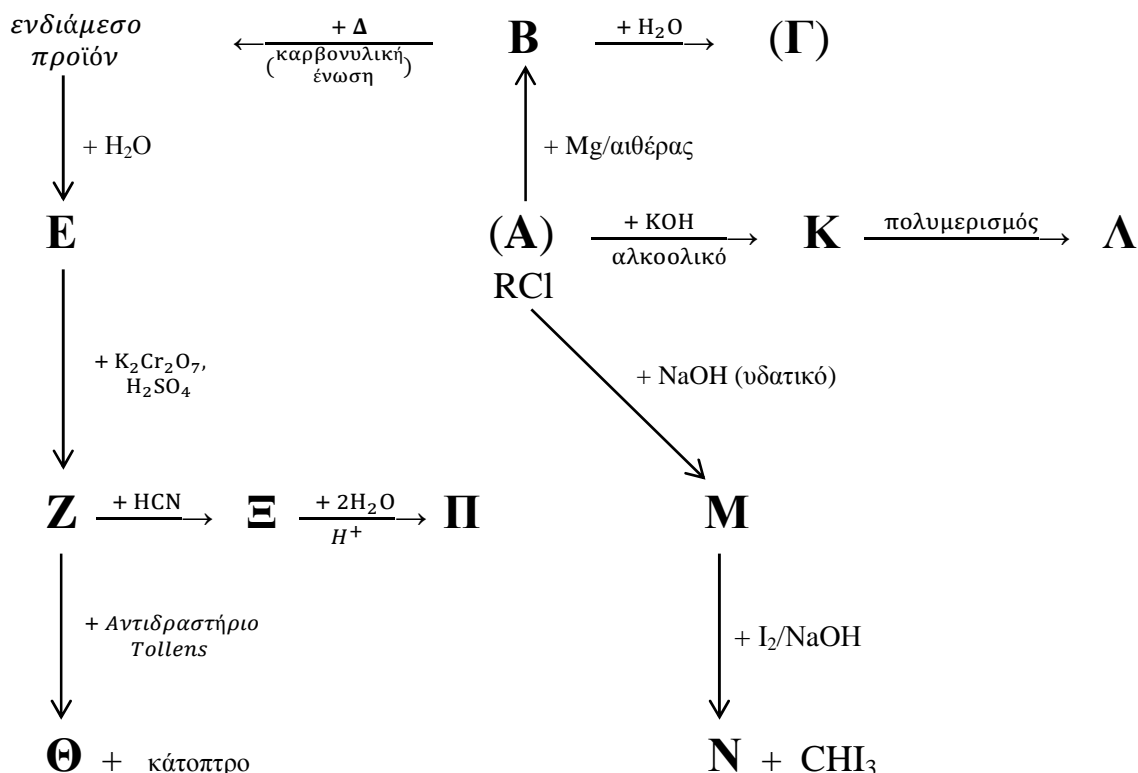 ενδιάμεσο προϊόν ← + Δ (καρβονυλική ένωση) Β + H₂O → (Γ)
+ H₂O + Mg/αιθέρας
Ε (Α) + KOH αλκοολικό → Κ πολυμερισμός → Λ
RCl
+ K₂Cr₂O₇, H₂SO₄ + NaOH (υδατικό)
Ζ + HCN → Ξ + 2H₂O H⁺ → Π Μ
+ Αντιδραστήριο Tollens + I₂/NaOH
Θ + κάτοπτρο Ν + CHI₃